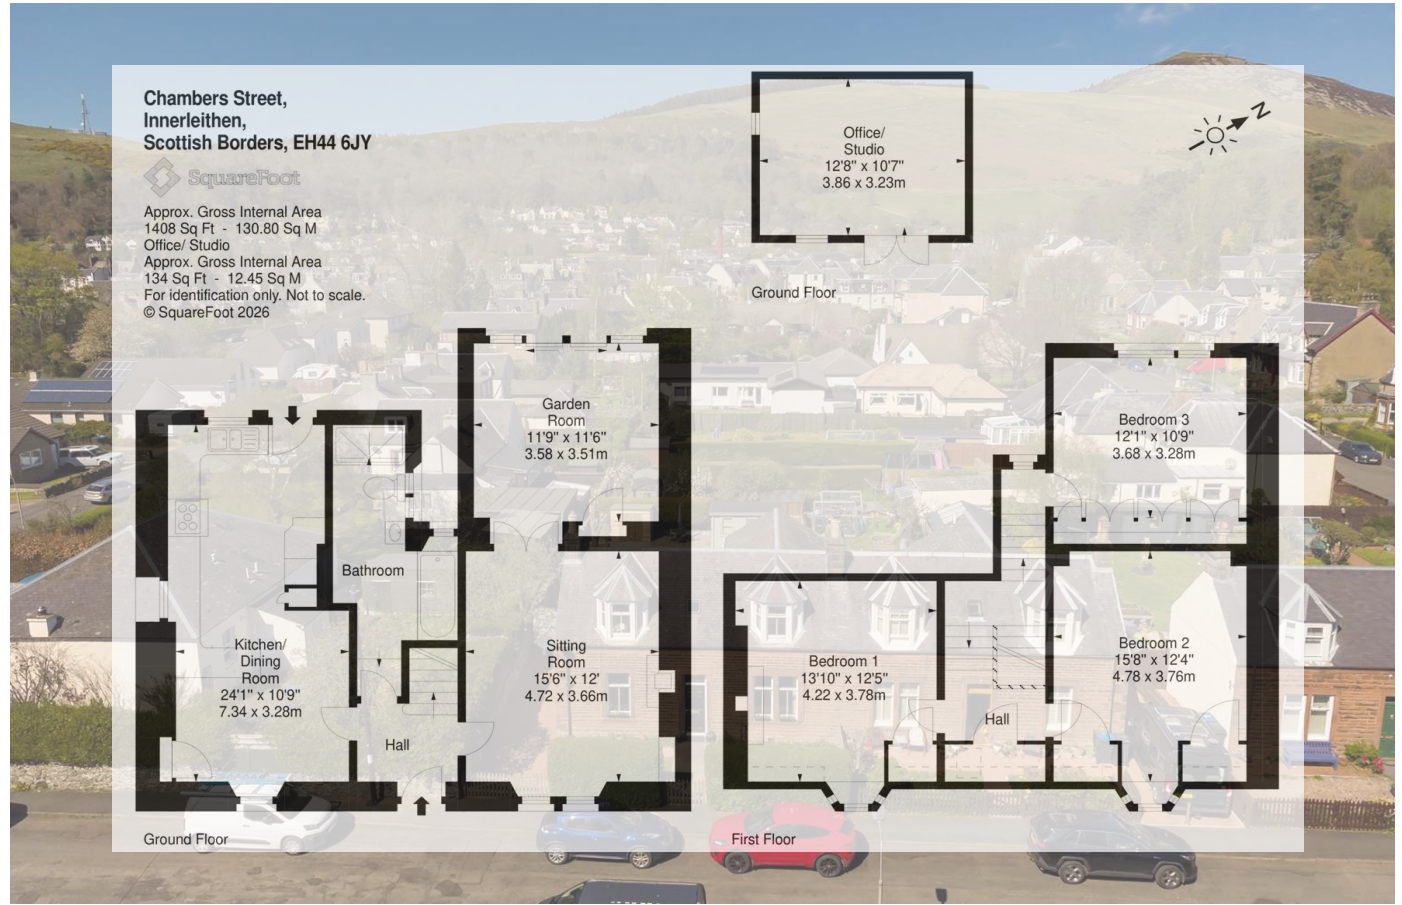 Chambers Street,
Innerleithen,
Scottish Borders, EH44 6JY
SquareFoot
Approx. Gross Internal Area
1408 Sq Ft - 130.80 Sq M
Office/ Studio
Approx. Gross Internal Area
134 Sq Ft - 12.45 Sq M
For identification only. Not to scale.
© SquareFoot 2026
Office/
Studio
12'8" x 10'7"
3.86 x 3.23m
Ground Floor
N
Garden
Room
11'9" x 11'6"
3.58 x 3.51m
Bathroom
Kitchen/
Dining
Room
24'1" x 10'9"
7.34 x 3.28m
Sitting
Room
15'6" x 12'
4.72 x 3.66m
Hall
Ground Floor
Bedroom 3
12'1" x 10'9"
3.68 x 3.28m
Bedroom 1
13'10" x 12'5"
4.22 x 3.78m
Bedroom 2
15'8" x 12'4"
4.78 x 3.76m
Hall
First Floor